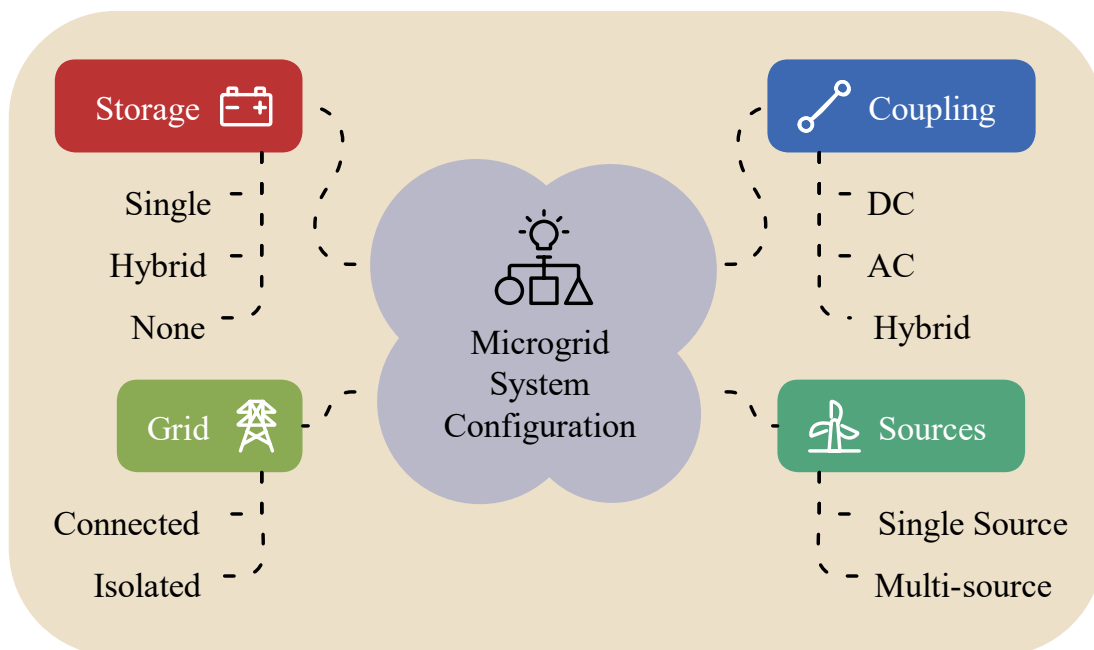 Storage
Single
Hybrid
None
Grid
Connected
Isolated
Microgrid
System
Configuration
Coupling
DC
AC
Hybrid
Sources
Single Source
Multi-source